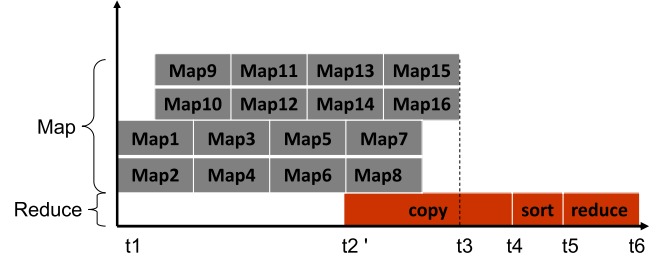 Map9 Map11 Map13 Map15
Map10 Map12 Map14 Map16
Map
Map1 Map3 Map5 Map7
Map2 Map4 Map6 Map8
Reduce copy sort reduce
t1 t2 ' t3 t4 t5 t6